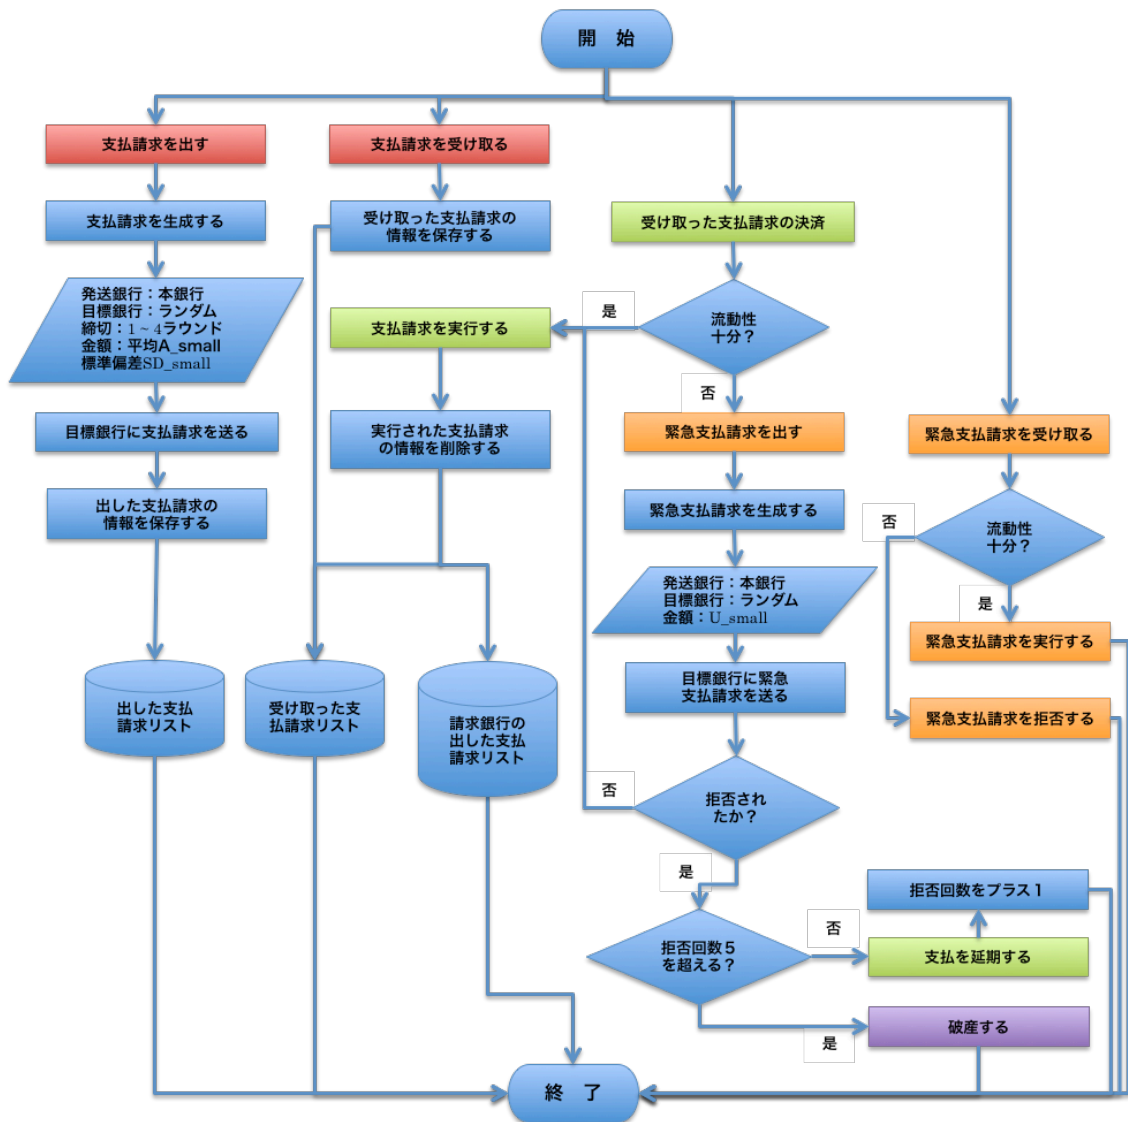 開　始
支払請求を出す
支払請求を生成する
発送銀行：本銀行
目標銀行：ランダム
締切：1 ~ 4ラウンド
金額：平均A_small
標準偏差SD_small
目標銀行に支払請求を送る
出した支払請求の
情報を保存する
出した支払
請求リスト
支払請求を受け取る
受け取った支払請求の
情報を保存する
支払請求を実行する
実行された支払請求
の情報を削除する
受け取った支
払請求リスト
請求銀行の
出した支払
請求リスト
受け取った支払請求の決済
流動性
十分？
是
否
緊急支払請求を出す
緊急支払請求を生成する
発送銀行：本銀行
目標銀行：ランダム
金額：U_small
目標銀行に緊急
支払請求を送る
拒否され
たか？
否
是
拒否回数５
を超える？
否
是
拒否回数をプラス１
支払を延期する
破産する
緊急支払請求を受け取る
流動性
十分？
否
是
緊急支払請求を実行する
緊急支払請求を拒否する
終　了